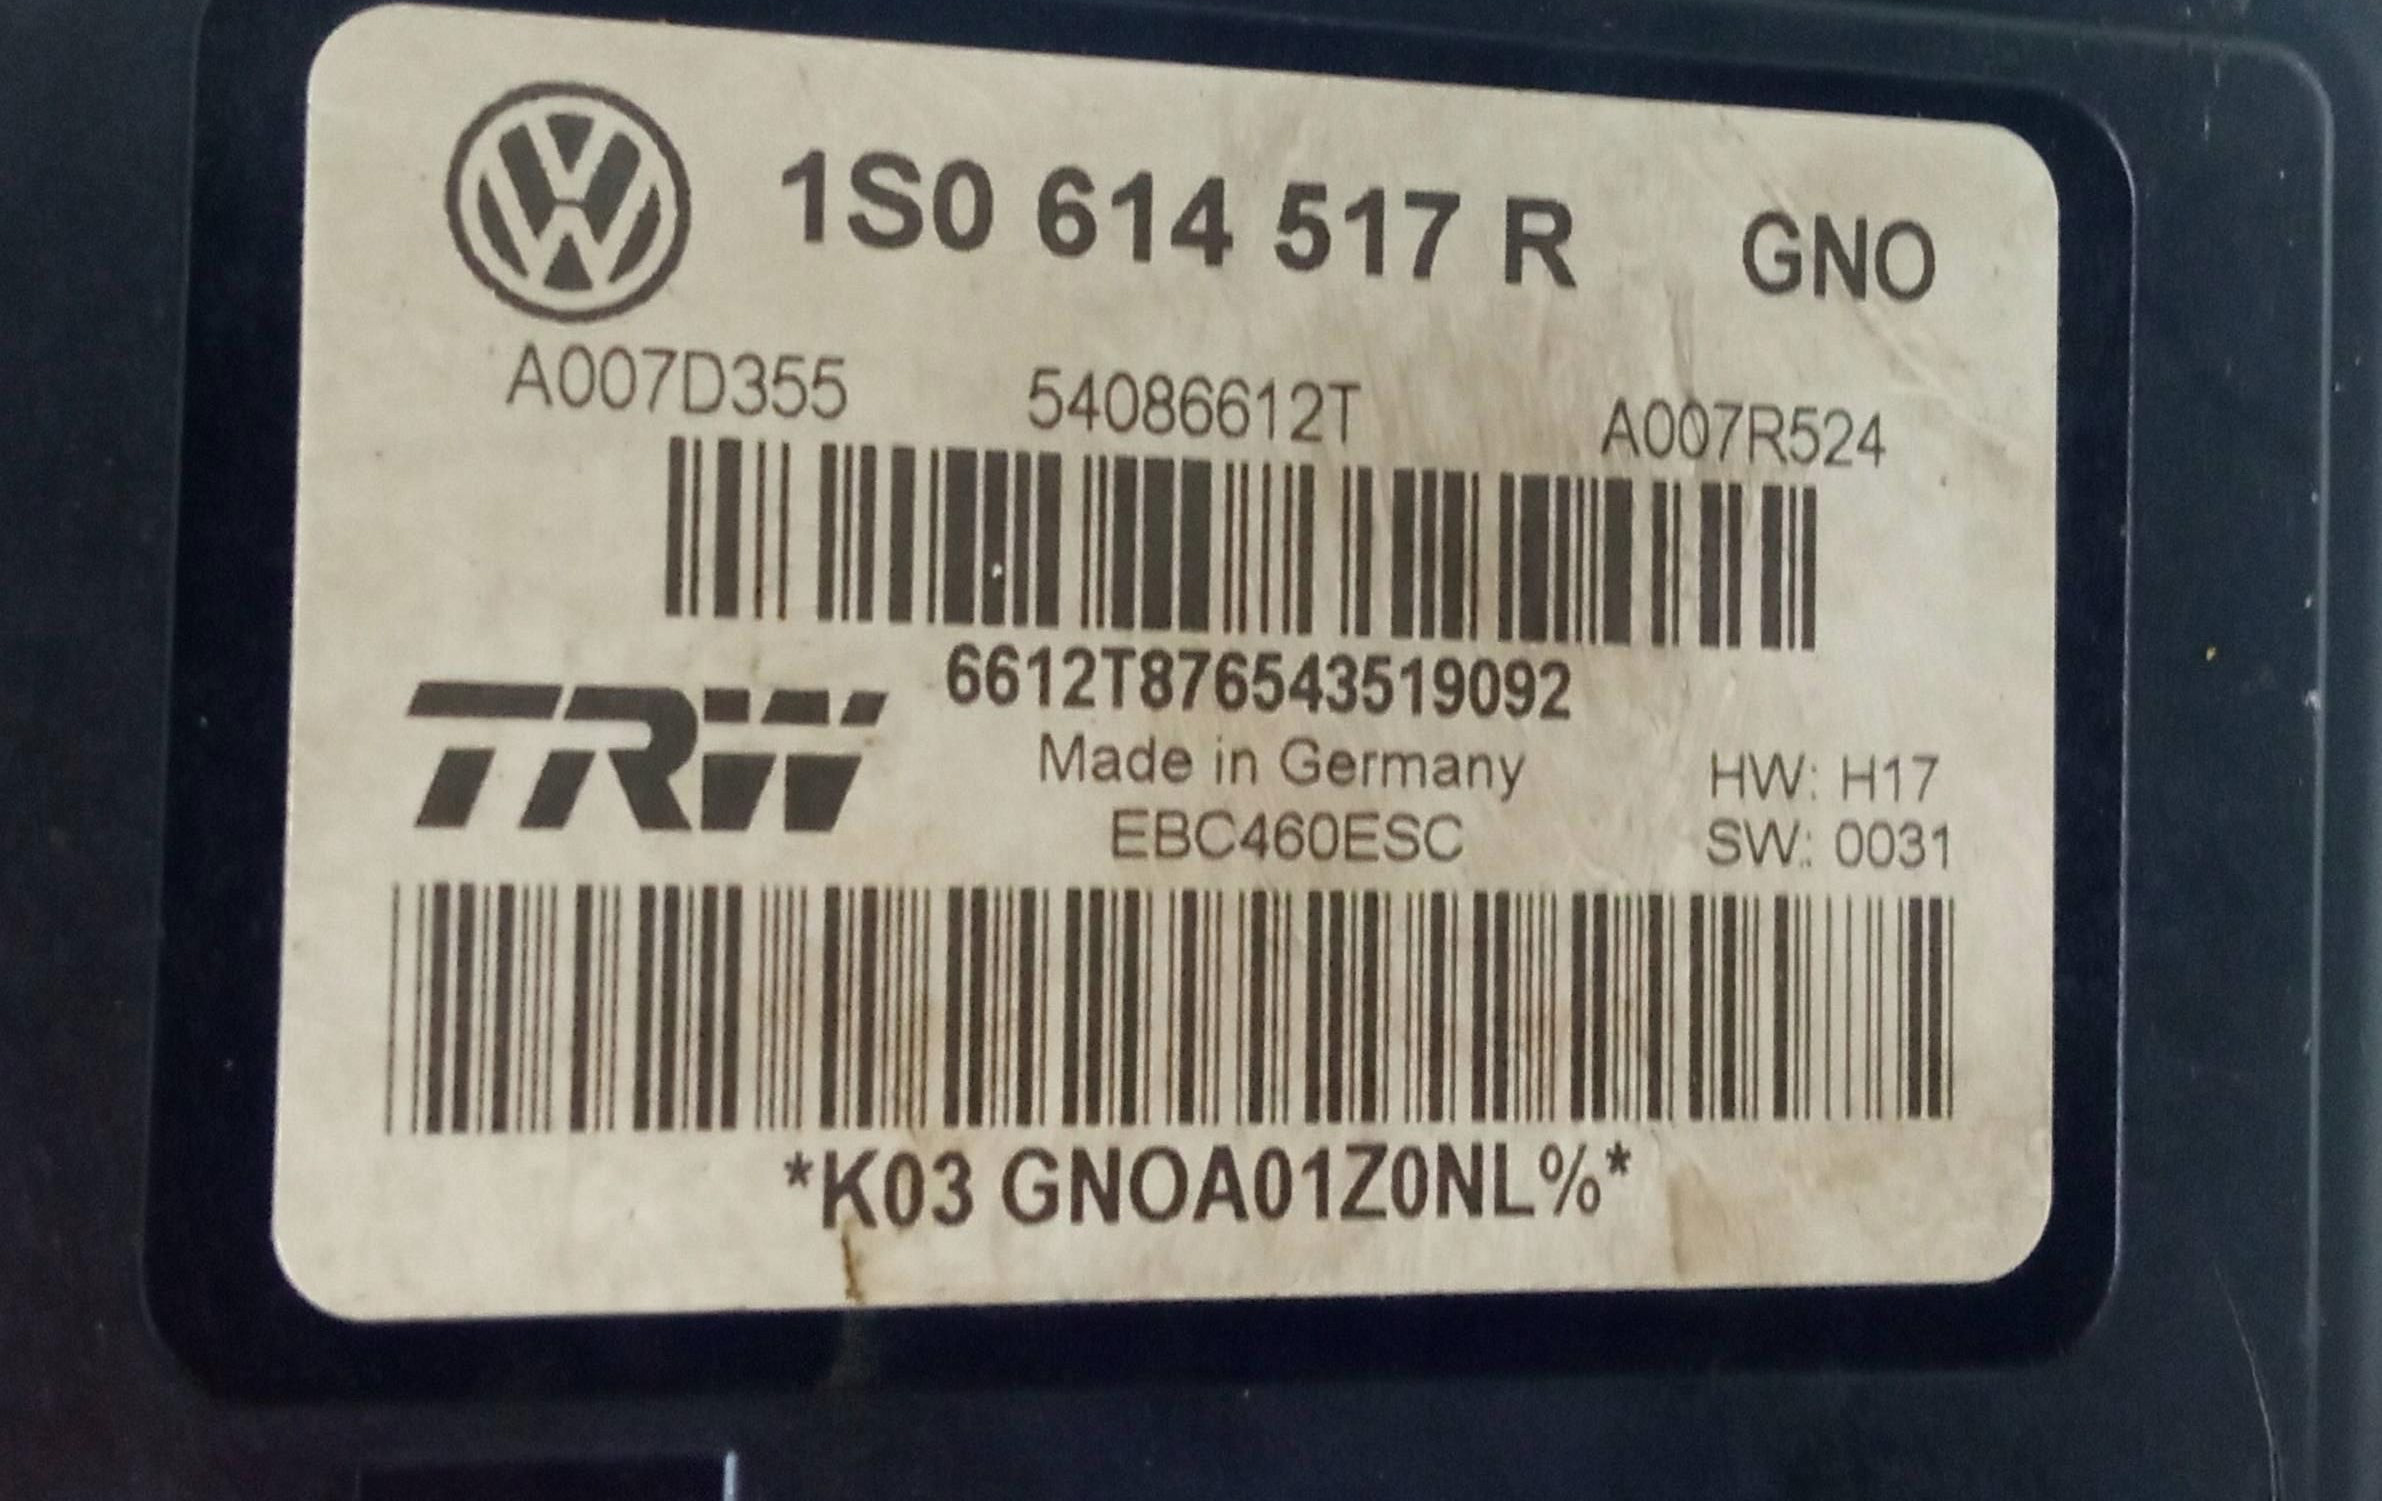 1S0 614 517 R GNO
A007D355 54086612T A007R524
6612T876543519092
TRW
Made in Germany
HW: H17
EBC460ESC
SW: 0031
*K03 GNOA01Z0NL%*